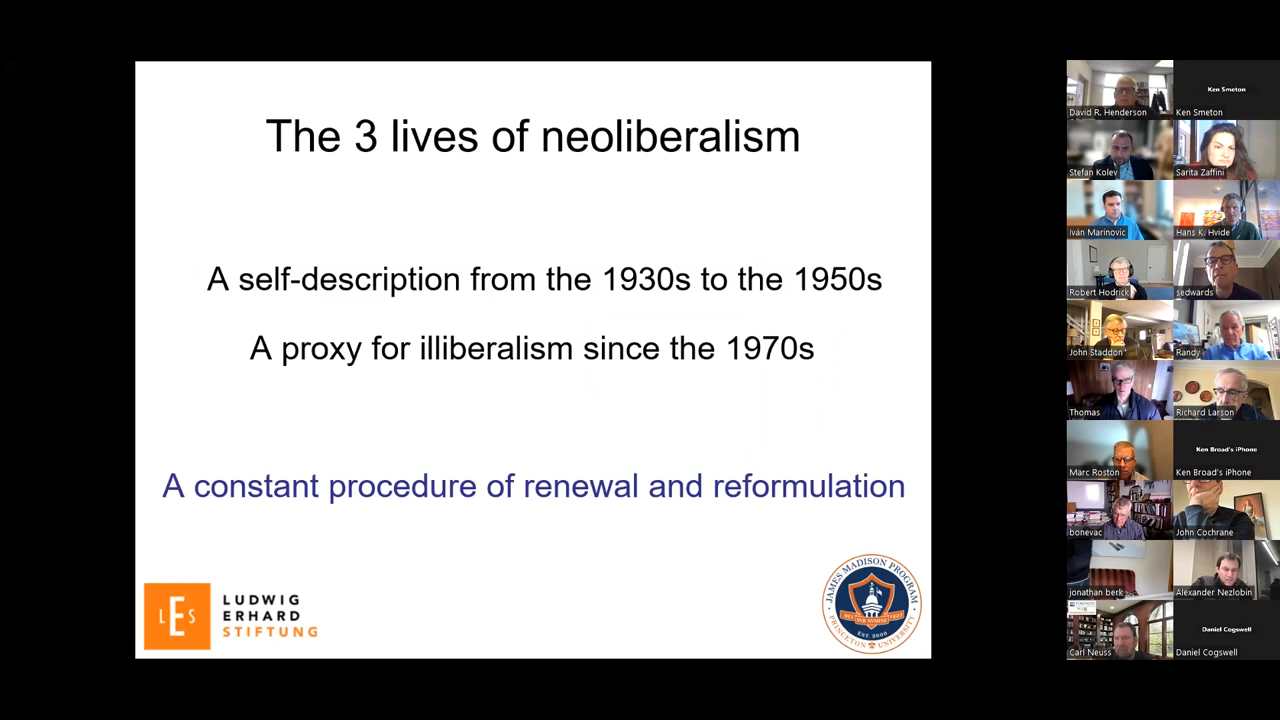 The 3 lives of neoliberalism
A self-description from the 1930s to the 1950s
A proxy for illiberalism since the 1970s
A constant procedure of renewal and reformulation
LES
LUDWIG
ERHARD
STIFTUNG
JAMES MADISON PROGRAM
EST. 2000
PRINCETON UNIVERSITY
David R. Henderson
Ken Smeton
Ken Smeton
Stefan Kolev
Sarita Zaffini
Iván Marinovic
Hans K. Hvide
Robert Hodrick
sedwards
John Staddon
Randy
Thomas
Richard Larson
Marc Roston
Ken Broad's iPhone
Ken Broad's iPhone
bonevac
John Cochrane
jonathan berk
Alexander Nezlobin
Carl Neuss
Daniel Cogswell
Daniel Cogswell